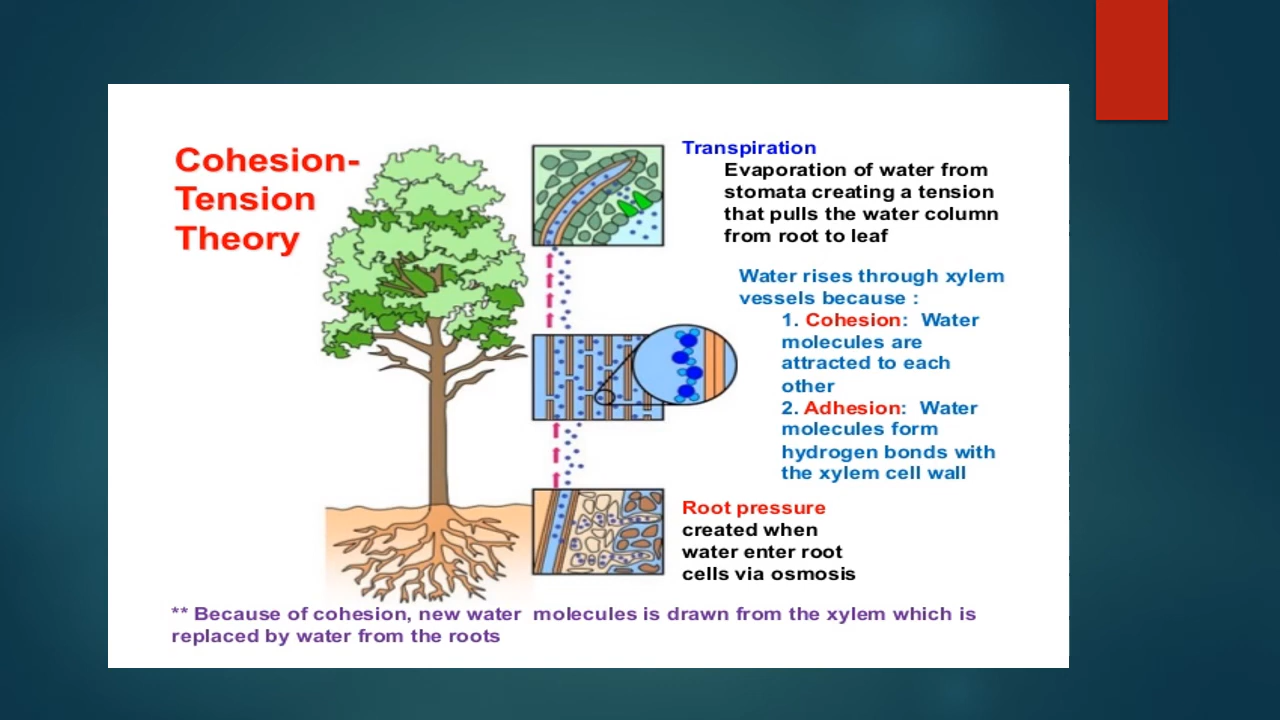 Cohesion-
Tension
Theory
Transpiration
Evaporation of water from
stomata creating a tension
that pulls the water column
from root to leaf
Water rises through xylem
vessels because :
1. Cohesion: Water
molecules are
attracted to each
other
2. Adhesion: Water
molecules form
hydrogen bonds with
the xylem cell wall
Root pressure
created when
water enter root
cells via osmosis
** Because of cohesion, new water molecules is drawn from the xylem which is
replaced by water from the roots